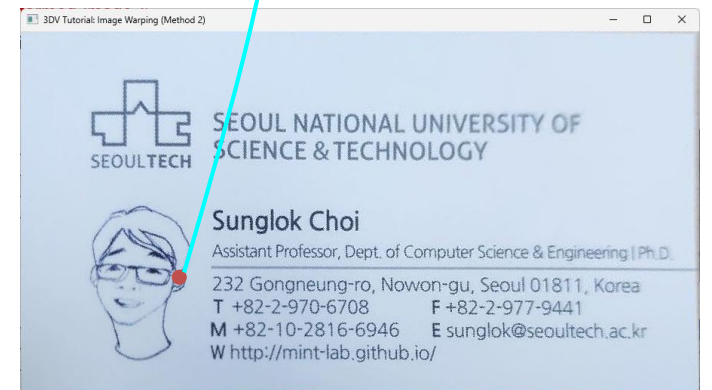 3DV Tutorial: Image Warping (Method 2)
SEOULTECH
SEOUL NATIONAL UNIVERSITY OF
SCIENCE & TECHNOLOGY
Sunglok Choi
Assistant Professor, Dept. of Computer Science & Engineering | Ph.D.
232 Gongneung-ro, Nowon-gu, Seoul 01811, Korea
T +82-2-970-6708 F +82-2-977-9441
M +82-10-2816-6946 E sunglok@seoultech.ac.kr
W http://mint-lab.github.io/